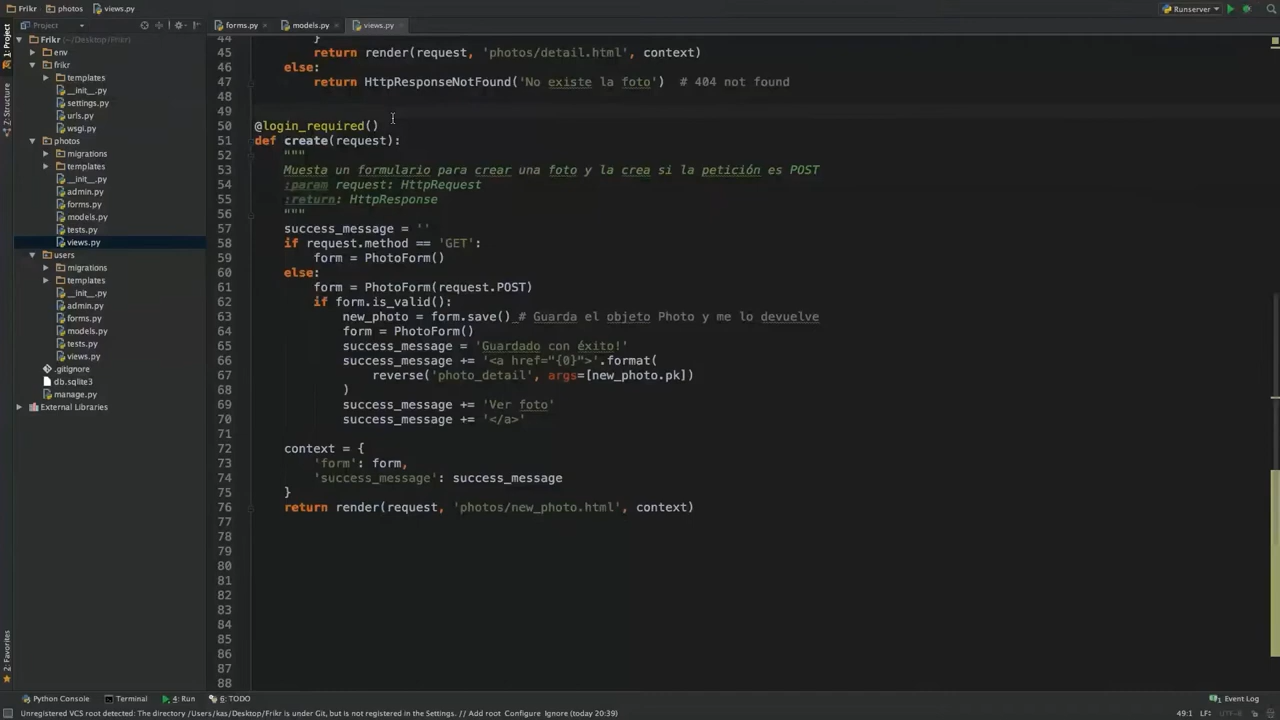 Frikr
photos
views.py
Runserver
1: Project
Project
forms.py
models.py
views.py
Frikr ~/Desktop/Frikr
env
frikr
templates
__init__.py
settings.py
urls.py
wsgi.py
photos
migrations
templates
__init__.py
admin.py
forms.py
models.py
tests.py
views.py
users
migrations
templates
__init__.py
admin.py
forms.py
models.py
tests.py
views.py
.gitignore
db.sqlite3
manage.py
External Libraries
7: Structure
2: Favorites
44 }
45 return render(request, 'photos/detail.html', context)
46 else:
47 return HttpResponseNotFound('No existe la foto')  # 404 not found
48
49
50 @login_required()
51 def create(request):
52 """
53 Muesta un formulario para crear una foto y la crea si la petición es POST
54 :param request: HttpRequest
55 :return: HttpResponse
56 """
57 success_message = ''
58 if request.method == 'GET':
59 form = PhotoForm()
60 else:
61 form = PhotoForm(request.POST)
62 if form.is_valid():
63 new_photo = form.save() # Guarda el objeto Photo y me lo devuelve
64 form = PhotoForm()
65 success_message = 'Guardado con éxito!'
66 success_message += '<a href="{0}">'.format(
67 reverse('photo_detail', args=[new_photo.pk])
68 )
69 success_message += 'Ver foto'
70 success_message += '</a>'
71
72 context = {
73 'form': form,
74 'success_message': success_message
75 }
76 return render(request, 'photos/new_photo.html', context)
77
78
79
80
81
82
83
84
85
86
87
88
Python Console
Terminal
4: Run
6: TODO
Event Log
Unregistered VCS root detected: The directory /Users/kas/Desktop/Frikr is under Git, but is not registered in the Settings. // Add root Configure Ignore (today 20:39)
49:1 LF÷ UTF-8